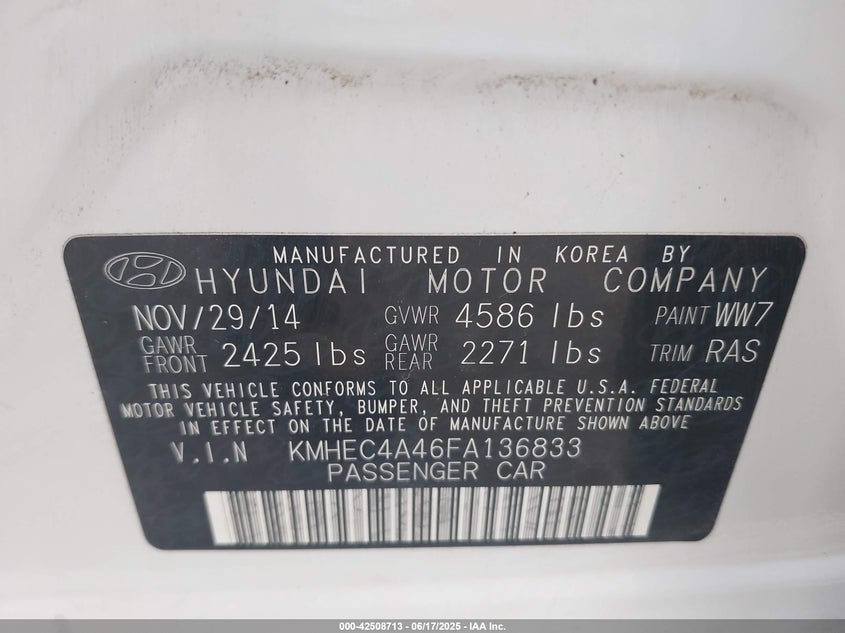 MANUFACTURED IN KOREA BY
HYUNDAI MOTOR COMPANY
NOV/29/14 GVWR 4586 lbs PAINT WW7
GAWR FRONT 2425 lbs GAWR REAR 2271 lbs TRIM RAS
THIS VEHICLE CONFORMS TO ALL APPLICABLE U.S.A. FEDERAL
MOTOR VEHICLE SAFETY, BUMPER, AND THEFT PREVENTION STANDARDS
IN EFFECT ON THE DATE OF MANUFACTURE SHOWN ABOVE
V.I.N KMHEC4A46FA136833
PASSENGER CAR
000-42508713 - 06/17/2025 - IAA Inc.